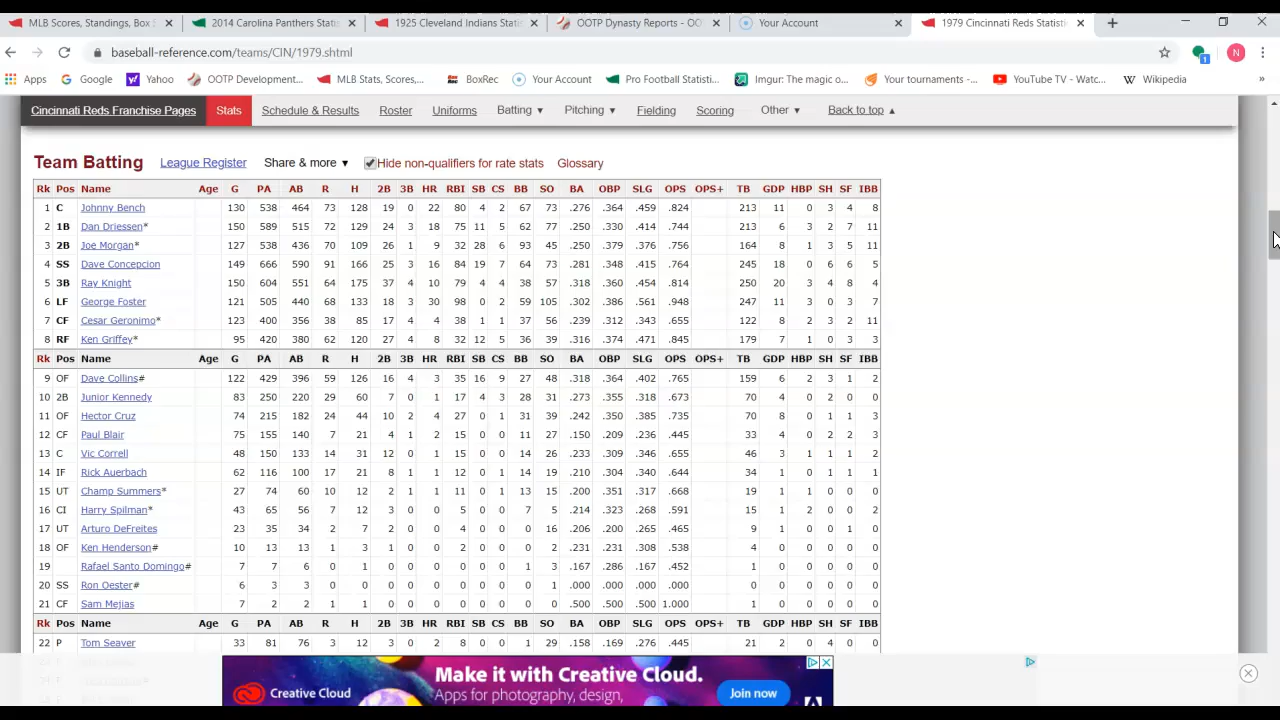 MLB Scores, Standings, Box S
2014 Carolina Panthers Statist
1925 Cleveland Indians Statis
OOTP Dynasty Reports - OO
Your Account
1979 Cincinnati Reds Statisti
baseball-reference.com/teams/CIN/1979.shtml
N
1
Apps Google Yahoo OOTP Developmen... MLB Stats, Scores,... BoxRec Your Account Pro Football Statis... Imgur: The magic o... Your tournaments -... YouTube TV - Watc... Wikipedia »
Cincinnati Reds Franchise Pages Stats Schedule & Results Roster Uniforms Batting ▼ Pitching ▼ Fielding Scoring Other ▼ Back to top ▲
Team Batting League Register Share & more ▼ Hide non-qualifiers for rate stats Glossary
Rk Pos Name Age G PA AB R H 2B 3B HR RBI SB CS BB SO BA OBP SLG OPS OPS+ TB GDP HBP SH SF IBB
1 C Johnny Bench 130 538 464 73 128 19 0 22 80 4 2 67 73 .276 .364 .459 .824 213 11 0 3 4 8
2 1B Dan Driessen* 150 589 515 72 129 24 3 18 75 11 5 62 77 .250 .330 .414 .744 213 6 3 2 7 11
3 2B Joe Morgan* 127 538 436 70 109 26 1 9 32 28 6 93 45 .250 .379 .376 .756 164 8 1 3 5 11
4 SS Dave Concepcion 149 666 590 91 166 25 3 16 84 19 7 64 73 .281 .348 .415 .764 245 18 0 6 6 5
5 3B Ray Knight 150 604 551 64 175 37 4 10 79 4 4 38 57 .318 .360 .454 .814 250 20 3 4 8 4
6 LF George Foster 121 505 440 68 133 18 3 30 98 0 2 59 105 .302 .386 .561 .948 247 11 3 0 3 7
7 CF Cesar Geronimo* 123 400 356 38 85 17 4 4 38 1 1 37 56 .239 .312 .343 .655 122 8 2 3 2 11
8 RF Ken Griffey* 95 420 380 62 120 27 4 8 32 12 5 36 39 .316 .374 .471 .845 179 7 1 0 3 3
Rk Pos Name Age G PA AB R H 2B 3B HR RBI SB CS BB SO BA OBP SLG OPS OPS+ TB GDP HBP SH SF IBB
9 OF Dave Collins# 122 429 396 59 126 16 4 3 35 16 9 27 48 .318 .364 .402 .765 159 6 2 3 1 2
10 2B Junior Kennedy 83 250 220 29 60 7 0 1 17 4 3 28 31 .273 .355 .318 .673 70 4 0 2 0 0
11 OF Hector Cruz 74 215 182 24 44 10 2 4 27 0 1 31 39 .242 .350 .385 .735 70 8 0 1 1 3
12 CF Paul Blair 75 155 140 7 21 4 1 2 15 0 0 11 27 .150 .209 .236 .445 33 4 0 2 2 3
13 C Vic Correll 48 150 133 14 31 12 0 1 15 0 0 14 26 .233 .309 .346 .655 46 3 1 1 1 2
14 IF Rick Auerbach 62 116 100 17 21 8 1 1 12 0 1 14 19 .210 .304 .340 .644 34 1 0 1 1 1
15 UT Champ Summers* 27 74 60 10 12 2 1 1 11 0 1 13 15 .200 .351 .317 .668 19 1 1 0 0 0
16 CI Harry Spilman* 43 65 56 7 12 3 0 0 5 0 0 7 5 .214 .323 .268 .591 15 1 2 0 0 2
17 UT Arturo DeFreites 23 35 34 2 7 2 0 0 4 0 0 0 16 .206 .200 .265 .465 9 1 0 0 1 0
18 OF Ken Henderson# 10 13 13 1 3 1 0 0 2 0 0 0 2 .231 .231 .308 .538 4 0 0 0 0 0
19 Rafael Santo Domingo# 7 7 6 0 1 0 0 0 0 0 0 1 3 .167 .286 .167 .452 1 0 0 0 0 0
20 SS Ron Oester# 6 3 3 0 0 0 0 0 0 0 0 0 1 .000 .000 .000 .000 0 0 0 0 0 0
21 CF Sam Mejias 7 2 2 1 1 0 0 0 0 0 0 0 0 .500 .500 .500 1.000 1 0 0 0 0 0
Rk Pos Name Age G PA AB R H 2B 3B HR RBI SB CS BB SO BA OBP SLG OPS OPS+ TB GDP HBP SH SF IBB
22 P Tom Seaver 33 81 76 3 12 3 0 2 8 0 0 1 29 .158 .169 .276 .445 21 2 0 4 0 0
Creative Cloud
Make it with Creative Cloud.
Apps for photography, design,
Join now